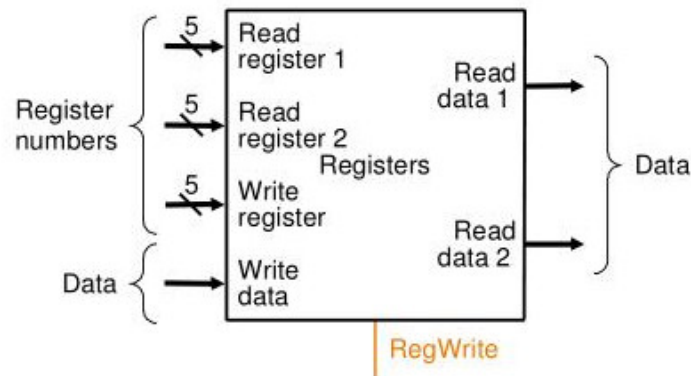 5
Read
register 1
Read
data 1
Register
numbers
5
Read
register 2
Registers
Data
5
Write
register
Read
data 2
Data
Write
data
RegWrite